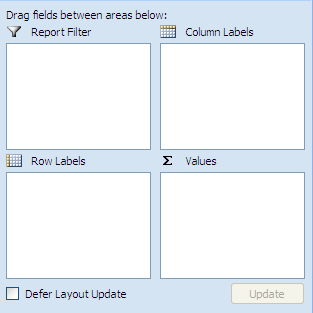 Drag fields between areas below:
Report Filter
Column Labels
Row Labels
Σ Values
Defer Layout Update
Update